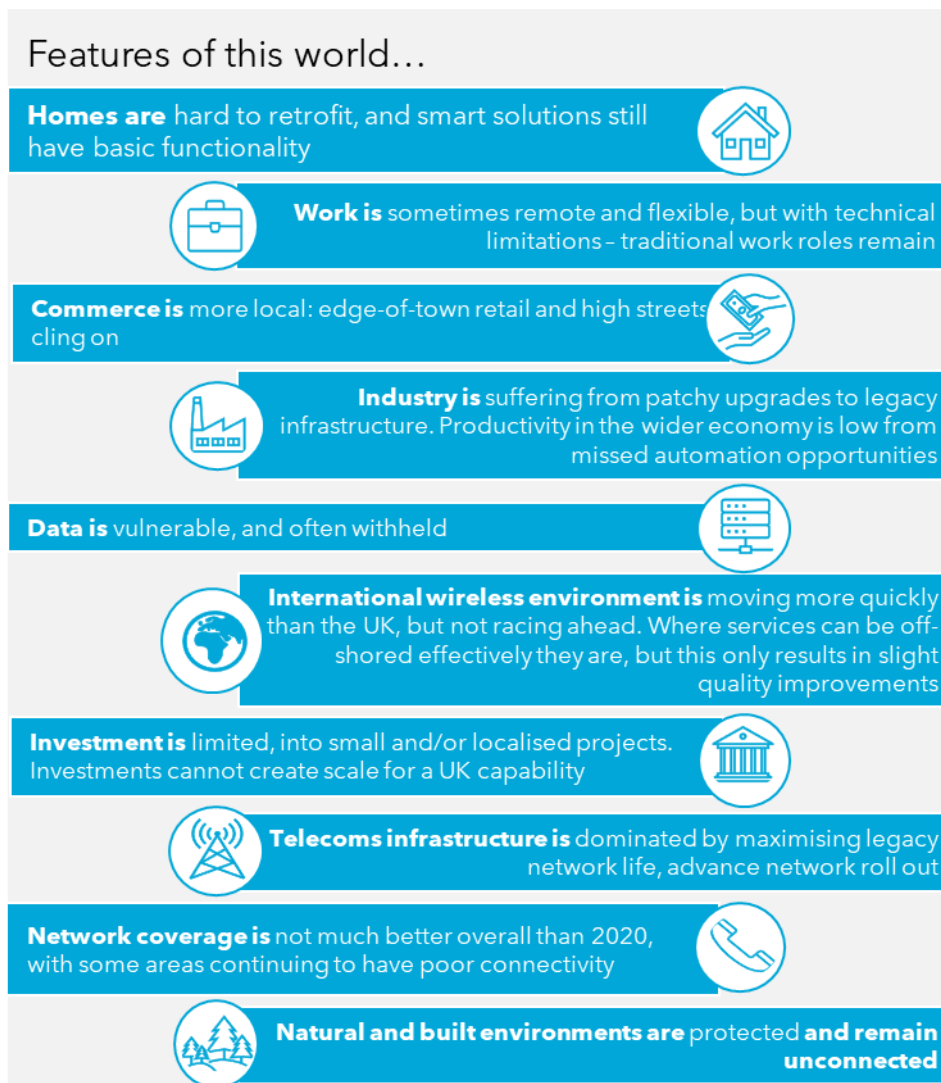 Features of this world…
Homes are hard to retrofit, and smart solutions still
have basic functionality
Work is sometimes remote and flexible, but with technical
limitations – traditional work roles remain
Commerce is more local: edge-of-town retail and high streets
cling on
Industry is suffering from patchy upgrades to legacy
infrastructure. Productivity in the wider economy is low from
missed automation opportunities
Data is vulnerable, and often withheld
International wireless environment is moving more quickly
than the UK, but not racing ahead. Where services can be off-
shored effectively they are, but this only results in slight
quality improvements
Investment is limited, into small and/or localised projects.
Investments cannot create scale for a UK capability
Telecoms infrastructure is dominated by maximising legacy
network life, advance network roll out
Network coverage is not much better overall than 2020,
with some areas continuing to have poor connectivity
Natural and built environments are protected and remain
unconnected